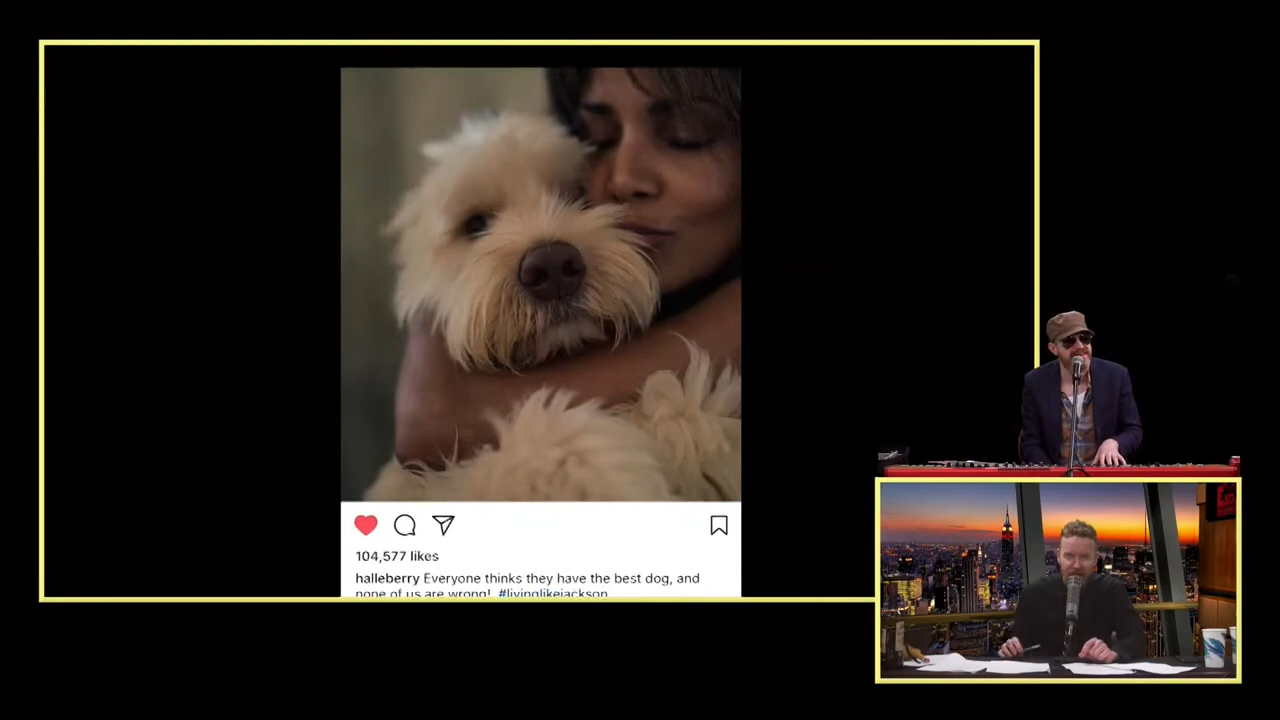 104,577 likes
halleberry Everyone thinks they have the best dog, and
none of us are wrong! #livinglikejackson